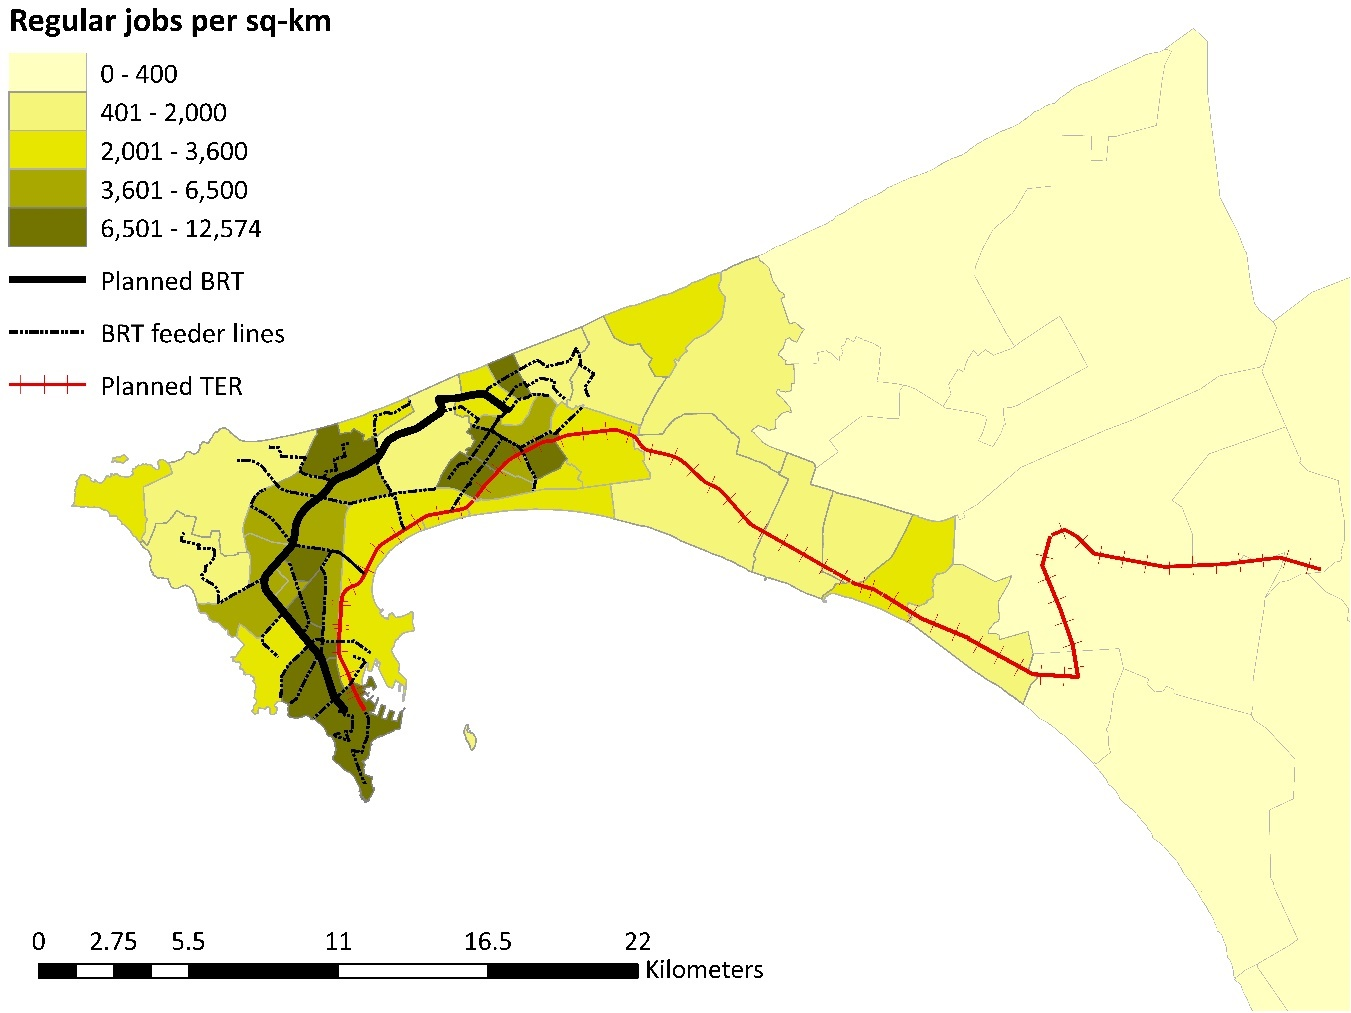 Regular jobs per sq-km
0 - 400
401 - 2,000
2,001 - 3,600
3,601 - 6,500
6,501 - 12,574
Planned BRT
BRT feeder lines
Planned TER
0 2.75 5.5 11 16.5 22
Kilometers